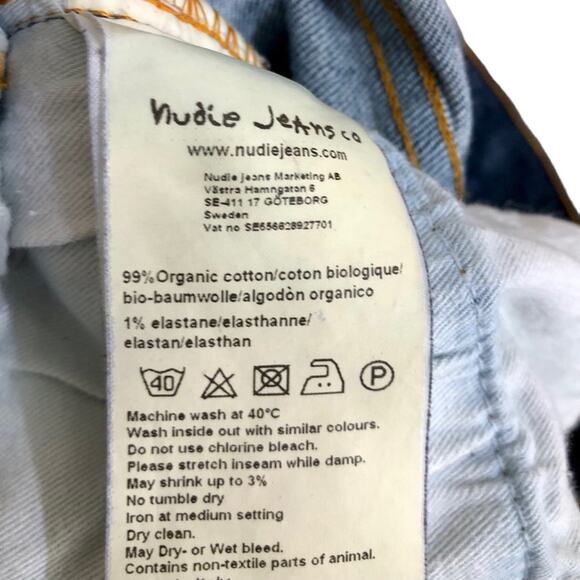 nudie Jeans co
www.nudiejeans.com
Nudie Jeans Marketing AB
Västra Hamngatan 6
SE-411 17 GÖTEBORG
Sweden
Vat no SE556628927701
99% Organic cotton/coton biologique/
bio-baumwolle/algodòn organico
1% elastane/elasthanne/
elastan/elasthan
40 P
Machine wash at 40°C
Wash inside out with similar colours.
Do not use chlorine bleach.
Please stretch inseam while damp.
May shrink up to 3%
No tumble dry
Iron at medium setting
Dry clean.
May Dry- or Wet bleed.
Contains non-textile parts of animal.